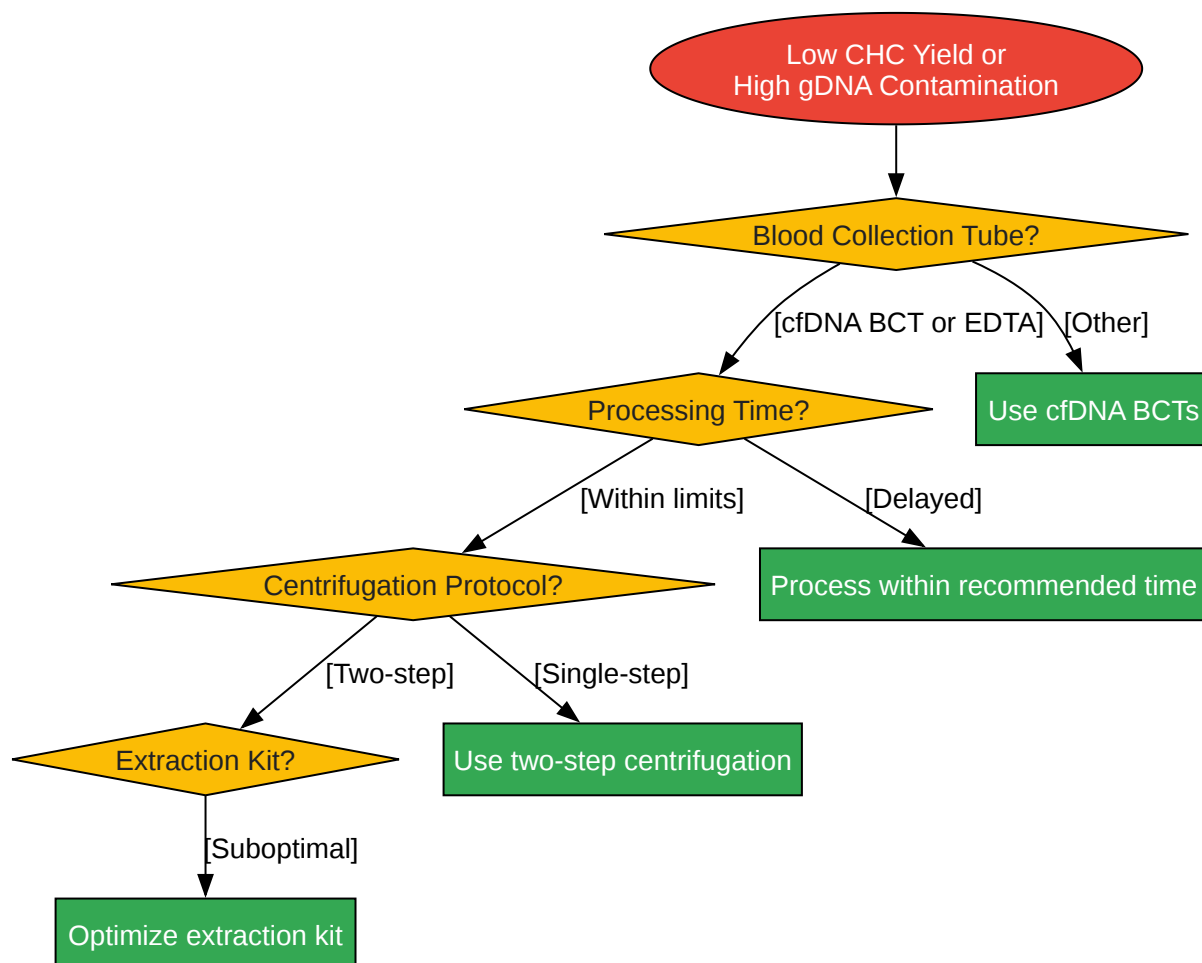 Low CHC Yield or
High gDNA Contamination
Blood Collection Tube?
[cfDNA BCT or EDTA]
[Other]
Processing Time?
Use cfDNA BCTs
[Within limits]
[Delayed]
Centrifugation Protocol?
Process within recommended time
[Two-step]
[Single-step]
Extraction Kit?
Use two-step centrifugation
[Suboptimal]
Optimize extraction kit